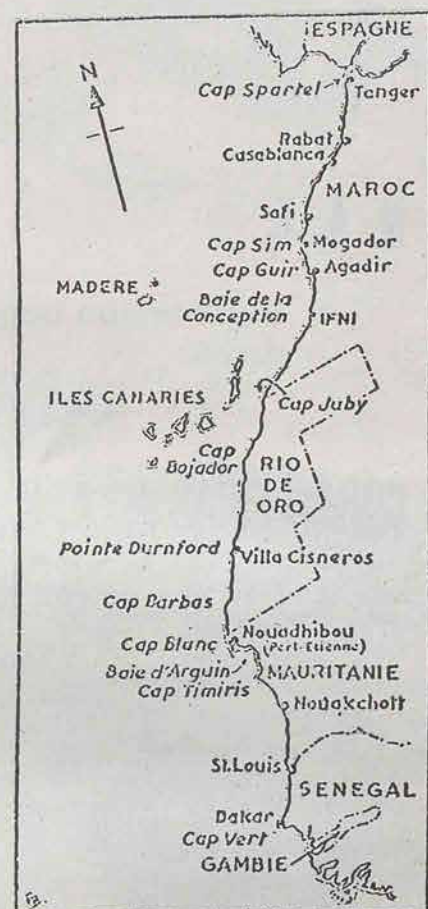 ESPAGNE
N
Cap Spartel
Tanger
Rabat
Casablanca
MAROC
Safi
Cap Sim
Mogador
Cap Guir
Agadir
MADERE
Baie de la
Conception
IFNI
ILES CANARIES
Cap Juby
Cap
Bojador
RIO
DE
ORO
Pointe Durnford
Villa Cisneros
Cap Barbas
Nouadhibou
(Port-Etienne)
Cap Blanc
Baie d'Arguin
MAURITANIE
Cap Timiris
Nouakchott
St.Louis
SENEGAL
Dakar
Cap Vert
GAMBIE